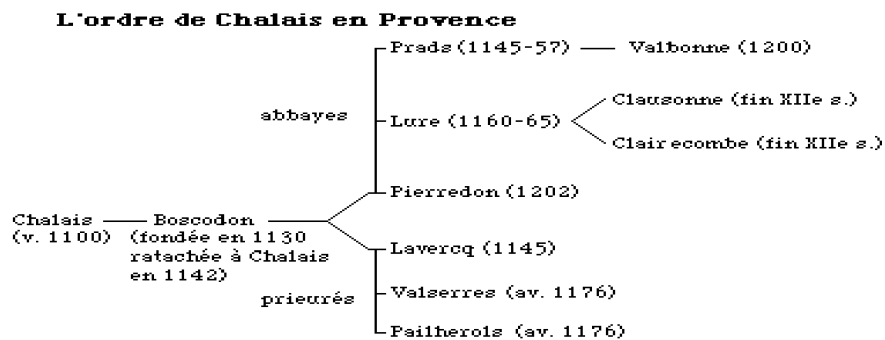 L'ordre de Chalais en Provence
Prads (1145-57)
Valbonne (1200)
abbayes
Lure (1160-65)
Clausonne (fin XIIe s.)
Clairecombe (fin XIIe s.)
Pierredon (1202)
Chalais
(v. 1100)
Boscodon
(fondée en 1130
ratachée à Chalais
en 1142)
Lavercq (1145)
prieurés
Valserres (av. 1176)
Pailherols (av. 1176)